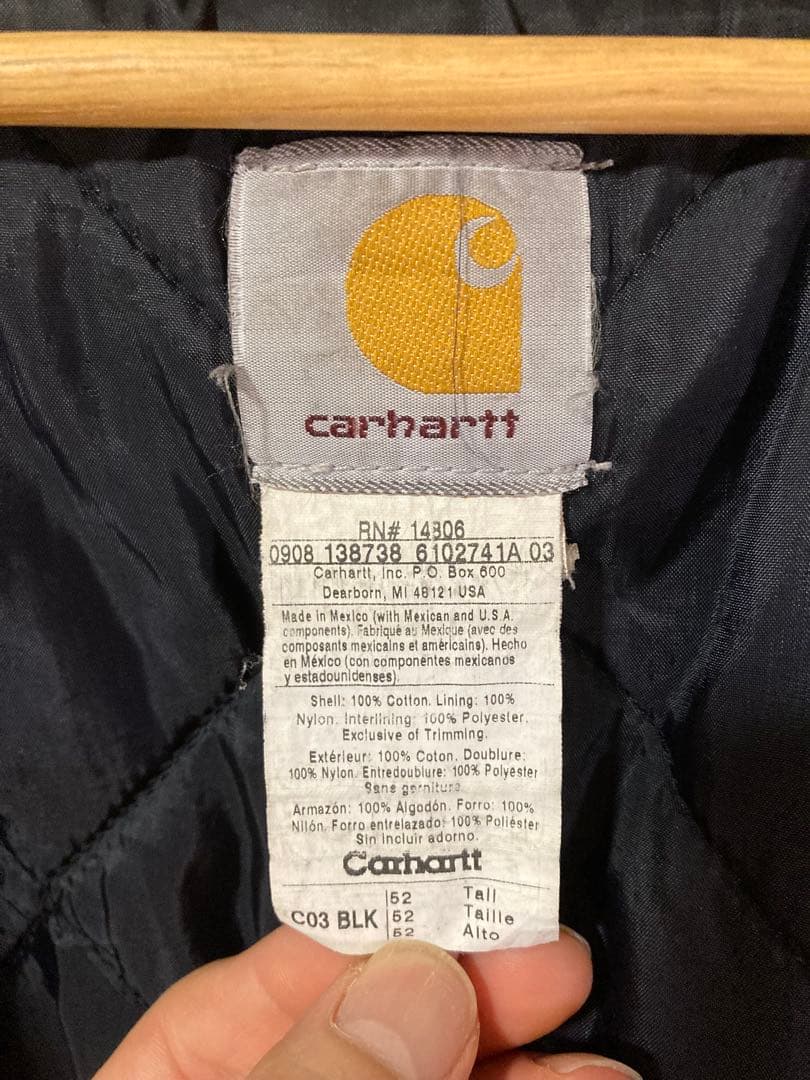 carhartt
RN# 14806
0908 138738 6102741A 03
Carhartt, Inc. P.O. Box 600
Dearborn, MI 48121 USA
Made in Mexico (with Mexican and U.S.A.
components). Fabriqué au Mexique (avec des
composants mexicains et américains). Hecho
en México (con componentes mexicanos
y estadounidenses).
Shell: 100% Cotton. Lining: 100%
Nylon. Interlining: 100% Polyester.
Exclusive of Trimming.
Extérieur: 100% Coton. Doublure:
100% Nylon. Entredoublure: 100% Polyester
Sans garniture.
Armazón: 100% Algodón. Forro: 100%
Nilón. Forro entrelazado: 100% Poliéster
Sin incluir adorno.
Carhartt
52 Tall
C03 BLK 52 Taille
52 Alto